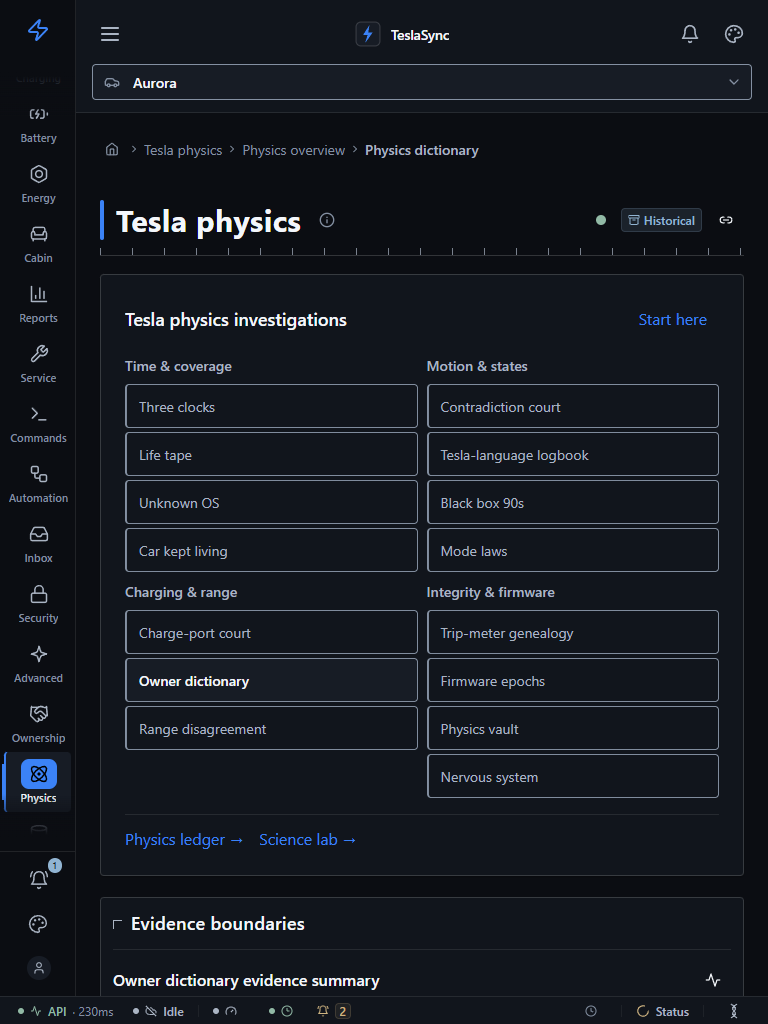 TeslaSync
Aurora
Tesla physics
Physics overview
Physics dictionary
Tesla physics
Historical
Tesla physics investigations
Start here
Time & coverage
Three clocks
Life tape
Unknown OS
Car kept living
Motion & states
Contradiction court
Tesla-language logbook
Black box 90s
Mode laws
Charging & range
Charge-port court
Owner dictionary
Range disagreement
Integrity & firmware
Trip-meter genealogy
Firmware epochs
Physics vault
Nervous system
Physics ledger →
Science lab →
Evidence boundaries
Owner dictionary evidence summary
Battery
Energy
Cabin
Reports
Service
Commands
Automation
Inbox
Security
Advanced
Ownership
Physics
1
API · 230ms
Idle
2
Status